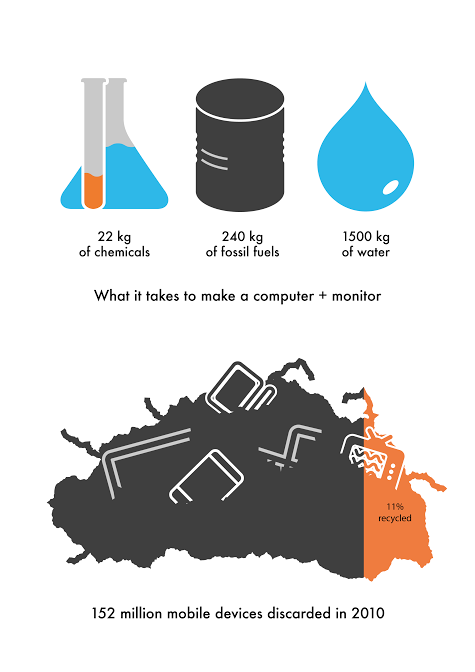 22 kg
of chemicals
240 kg
of fossil fuels
1500 kg
of water
What it takes to make a computer + monitor
11%
recycled
152 million mobile devices discarded in 2010